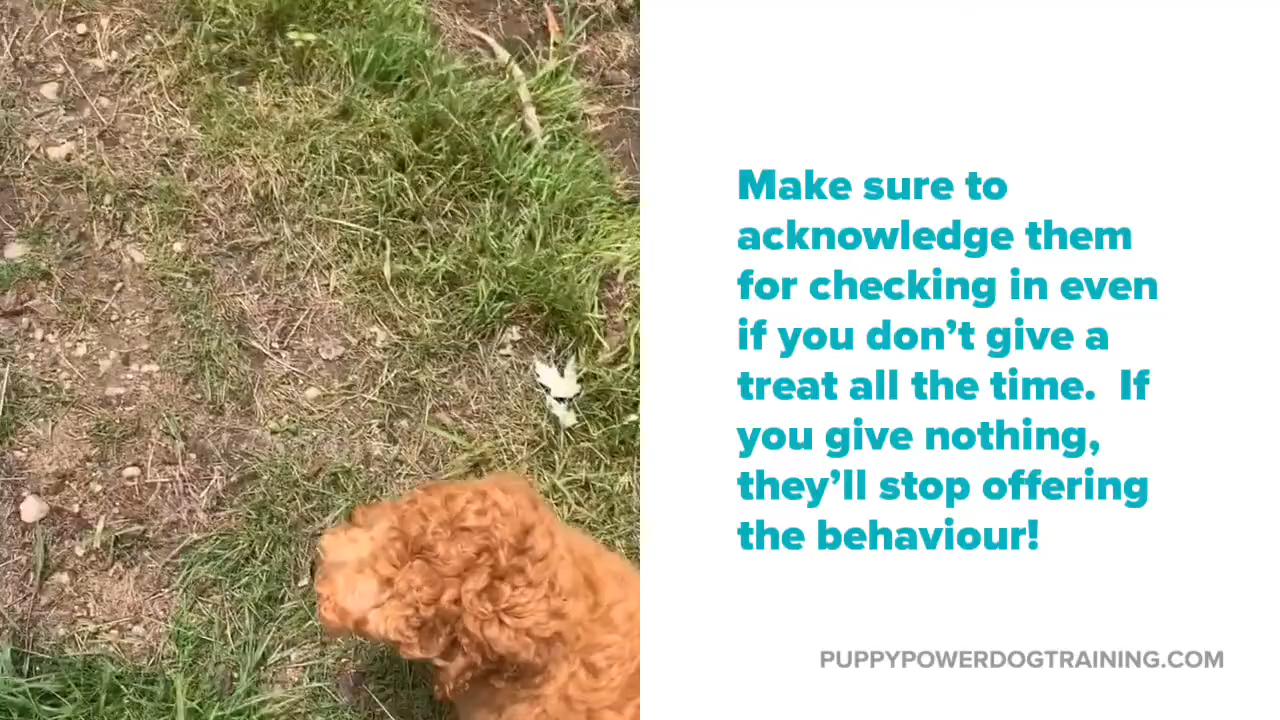 Make sure to
acknowledge them
for checking in even
if you don’t give a
treat all the time.  If
you give nothing,
they’ll stop offering
the behaviour!
PUPPYPOWERDOGTRAINING.COM